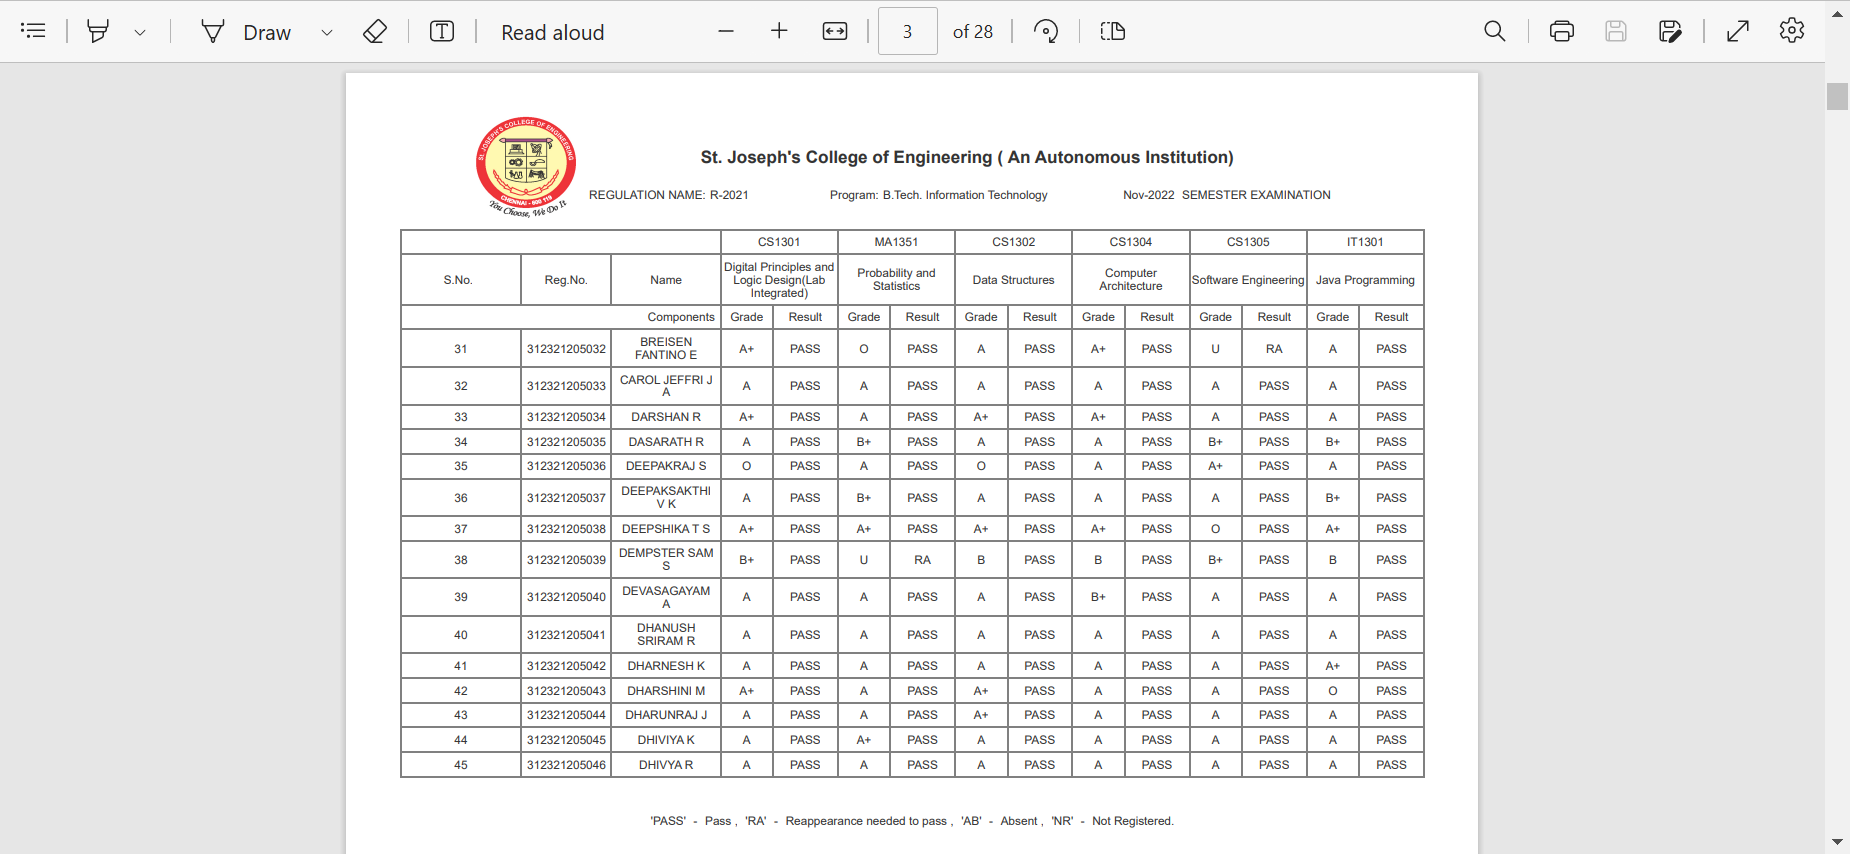 Draw Read aloud 3 of 28
ST. JOSEPH'S COLLEGE OF ENGINEERING
CHENNAI - 600 119
You Choose, We Do It
St. Joseph's College of Engineering ( An Autonomous Institution)
REGULATION NAME: R-2021 Program: B.Tech. Information Technology Nov-2022 SEMESTER EXAMINATION
CS1301 MA1351 CS1302 CS1304 CS1305 IT1301
S.No. Reg.No. Name Digital Principles and Logic Design(Lab Integrated) Probability and Statistics Data Structures Computer Architecture Software Engineering Java Programming
Components Grade Result Grade Result Grade Result Grade Result Grade Result Grade Result
31 312321205032 BREISEN FANTINO E A+ PASS O PASS A PASS A+ PASS U RA A PASS
32 312321205033 CAROL JEFFRI J A A PASS A PASS A PASS A PASS A PASS A PASS
33 312321205034 DARSHAN R A+ PASS A PASS A+ PASS A+ PASS A PASS A PASS
34 312321205035 DASARATH R A PASS B+ PASS A PASS A PASS B+ PASS B+ PASS
35 312321205036 DEEPAKRAJ S O PASS A PASS O PASS A PASS A+ PASS A PASS
36 312321205037 DEEPAKSAKTHI V K A PASS B+ PASS A PASS A PASS A PASS B+ PASS
37 312321205038 DEEPSHIKA T S A+ PASS A+ PASS A+ PASS A+ PASS O PASS A+ PASS
38 312321205039 DEMPSTER SAM S B+ PASS U RA B PASS B PASS B+ PASS B PASS
39 312321205040 DEVASAGAYAM A A PASS A PASS A PASS B+ PASS A PASS A PASS
40 312321205041 DHANUSH SRIRAM R A PASS A PASS A PASS A PASS A PASS A PASS
41 312321205042 DHARNESH K A PASS A PASS A PASS A PASS A PASS A+ PASS
42 312321205043 DHARSHINI M A+ PASS A PASS A+ PASS A PASS A PASS O PASS
43 312321205044 DHARUNRAJ J A PASS A PASS A+ PASS A PASS A PASS A PASS
44 312321205045 DHIVIYA K A PASS A+ PASS A PASS A PASS A PASS A PASS
45 312321205046 DHIVYA R A PASS A PASS A PASS A PASS A PASS A PASS
'PASS' - Pass , 'RA' - Reappearance needed to pass , 'AB' - Absent , 'NR' - Not Registered.